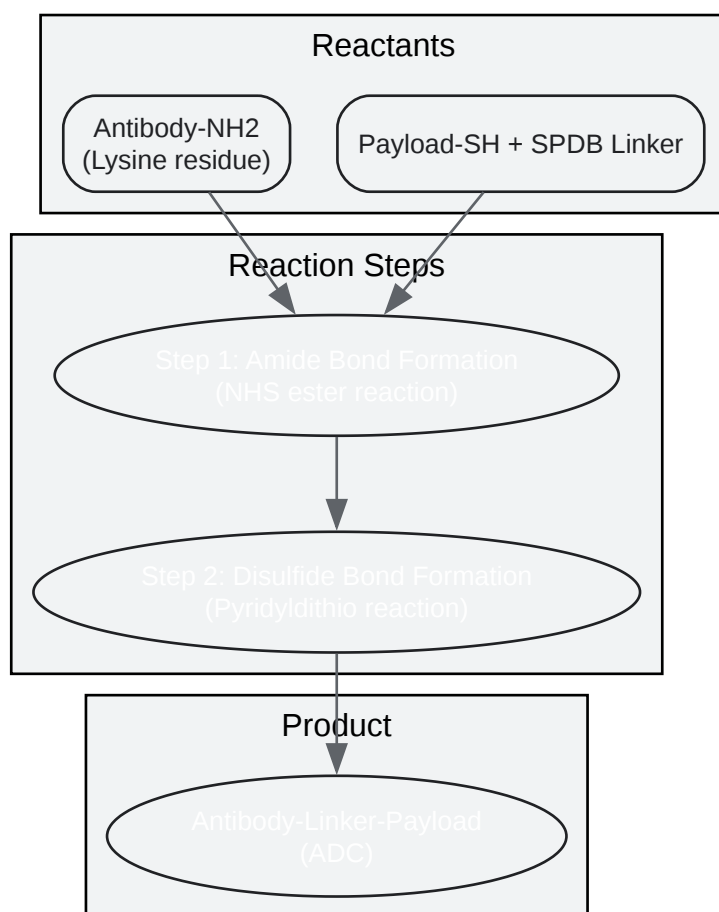 Reactants
Antibody-NH2
(Lysine residue)
Payload-SH + SPDB Linker
Reaction Steps
Step 1: Amide Bond Formation
(NHS ester reaction)
Step 2: Disulfide Bond Formation
(Pyridyldithio reaction)
Product
Antibody-Linker-Payload
(ADC)